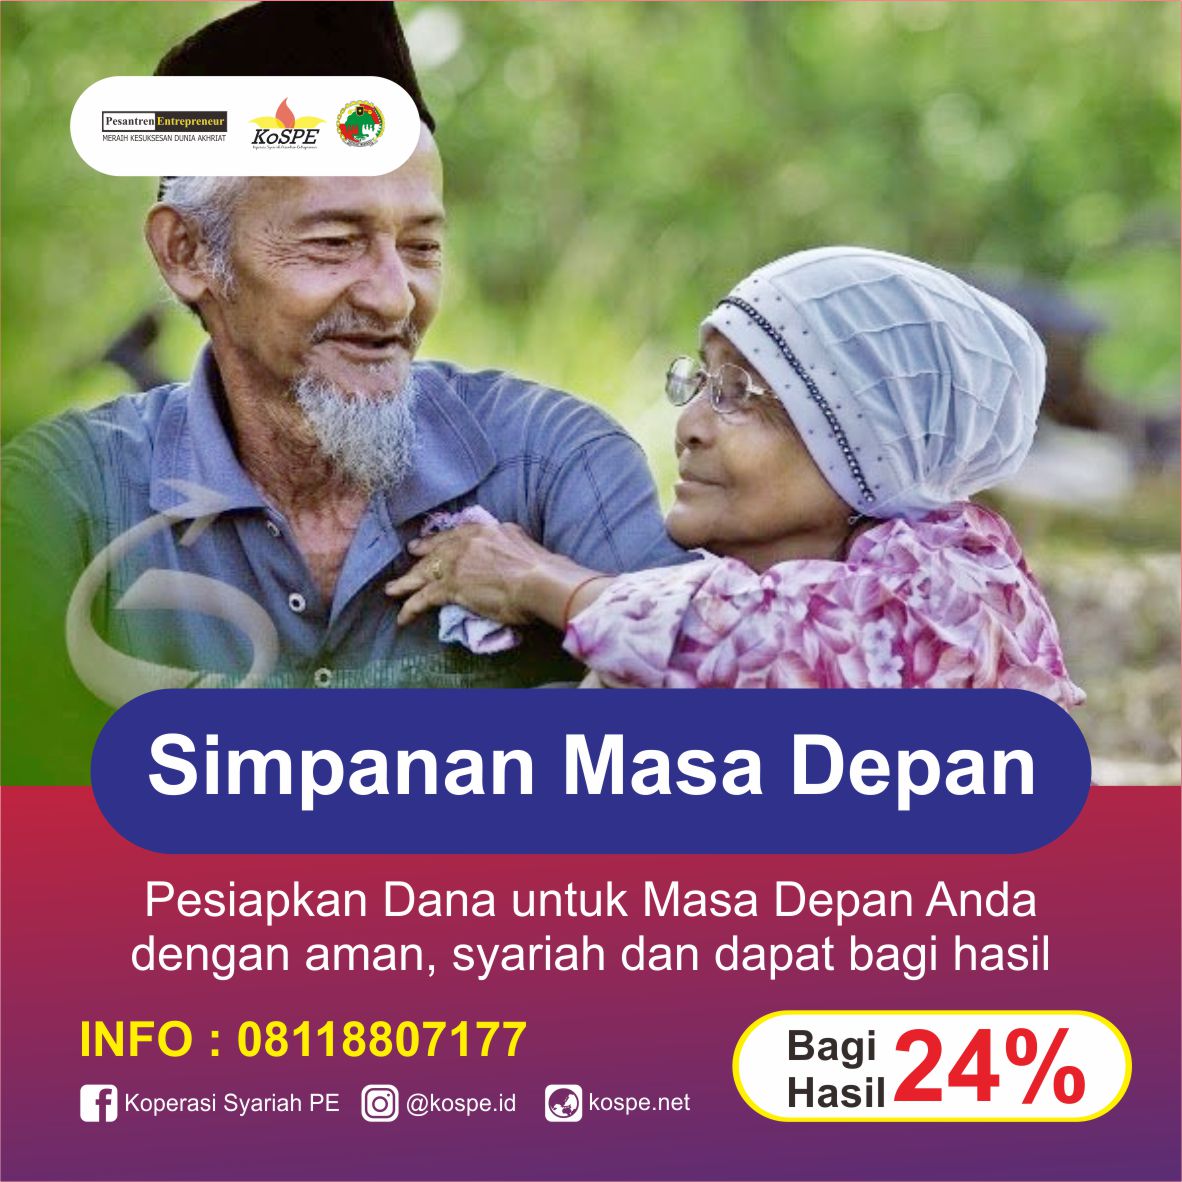 Pesantren Entrepreneur
MERAIH KESUKSESAN DUNIA AKHRIAT
KoSPE
Simpanan Masa Depan
Pesiapkan Dana untuk Masa Depan Anda
dengan aman, syariah dan dapat bagi hasil
INFO : 08118807177
Koperasi Syariah PE @kospe.id kospe.net
Bagi
Hasil 24%